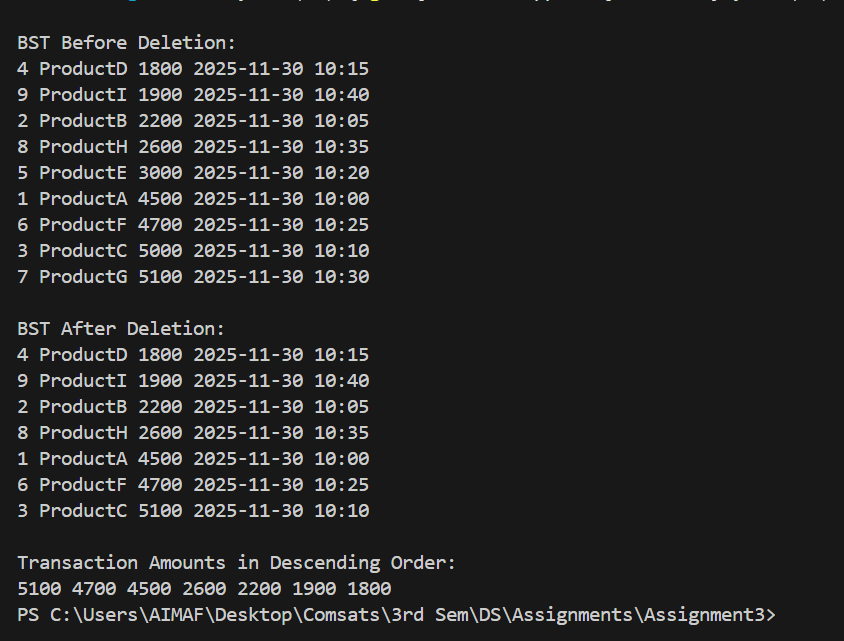 BST Before Deletion:
4 ProductD 1800 2025-11-30 10:15
9 ProductI 1900 2025-11-30 10:40
2 ProductB 2200 2025-11-30 10:05
8 ProductH 2600 2025-11-30 10:35
5 ProductE 3000 2025-11-30 10:20
1 ProductA 4500 2025-11-30 10:00
6 ProductF 4700 2025-11-30 10:25
3 ProductC 5000 2025-11-30 10:10
7 ProductG 5100 2025-11-30 10:30
BST After Deletion:
4 ProductD 1800 2025-11-30 10:15
9 ProductI 1900 2025-11-30 10:40
2 ProductB 2200 2025-11-30 10:05
8 ProductH 2600 2025-11-30 10:35
1 ProductA 4500 2025-11-30 10:00
6 ProductF 4700 2025-11-30 10:25
3 ProductC 5100 2025-11-30 10:10
Transaction Amounts in Descending Order:
5100 4700 4500 2600 2200 1900 1800
PS C:\Users\AIMAF\Desktop\Comsats\3rd Sem\DS\Assignments\Assignment3>